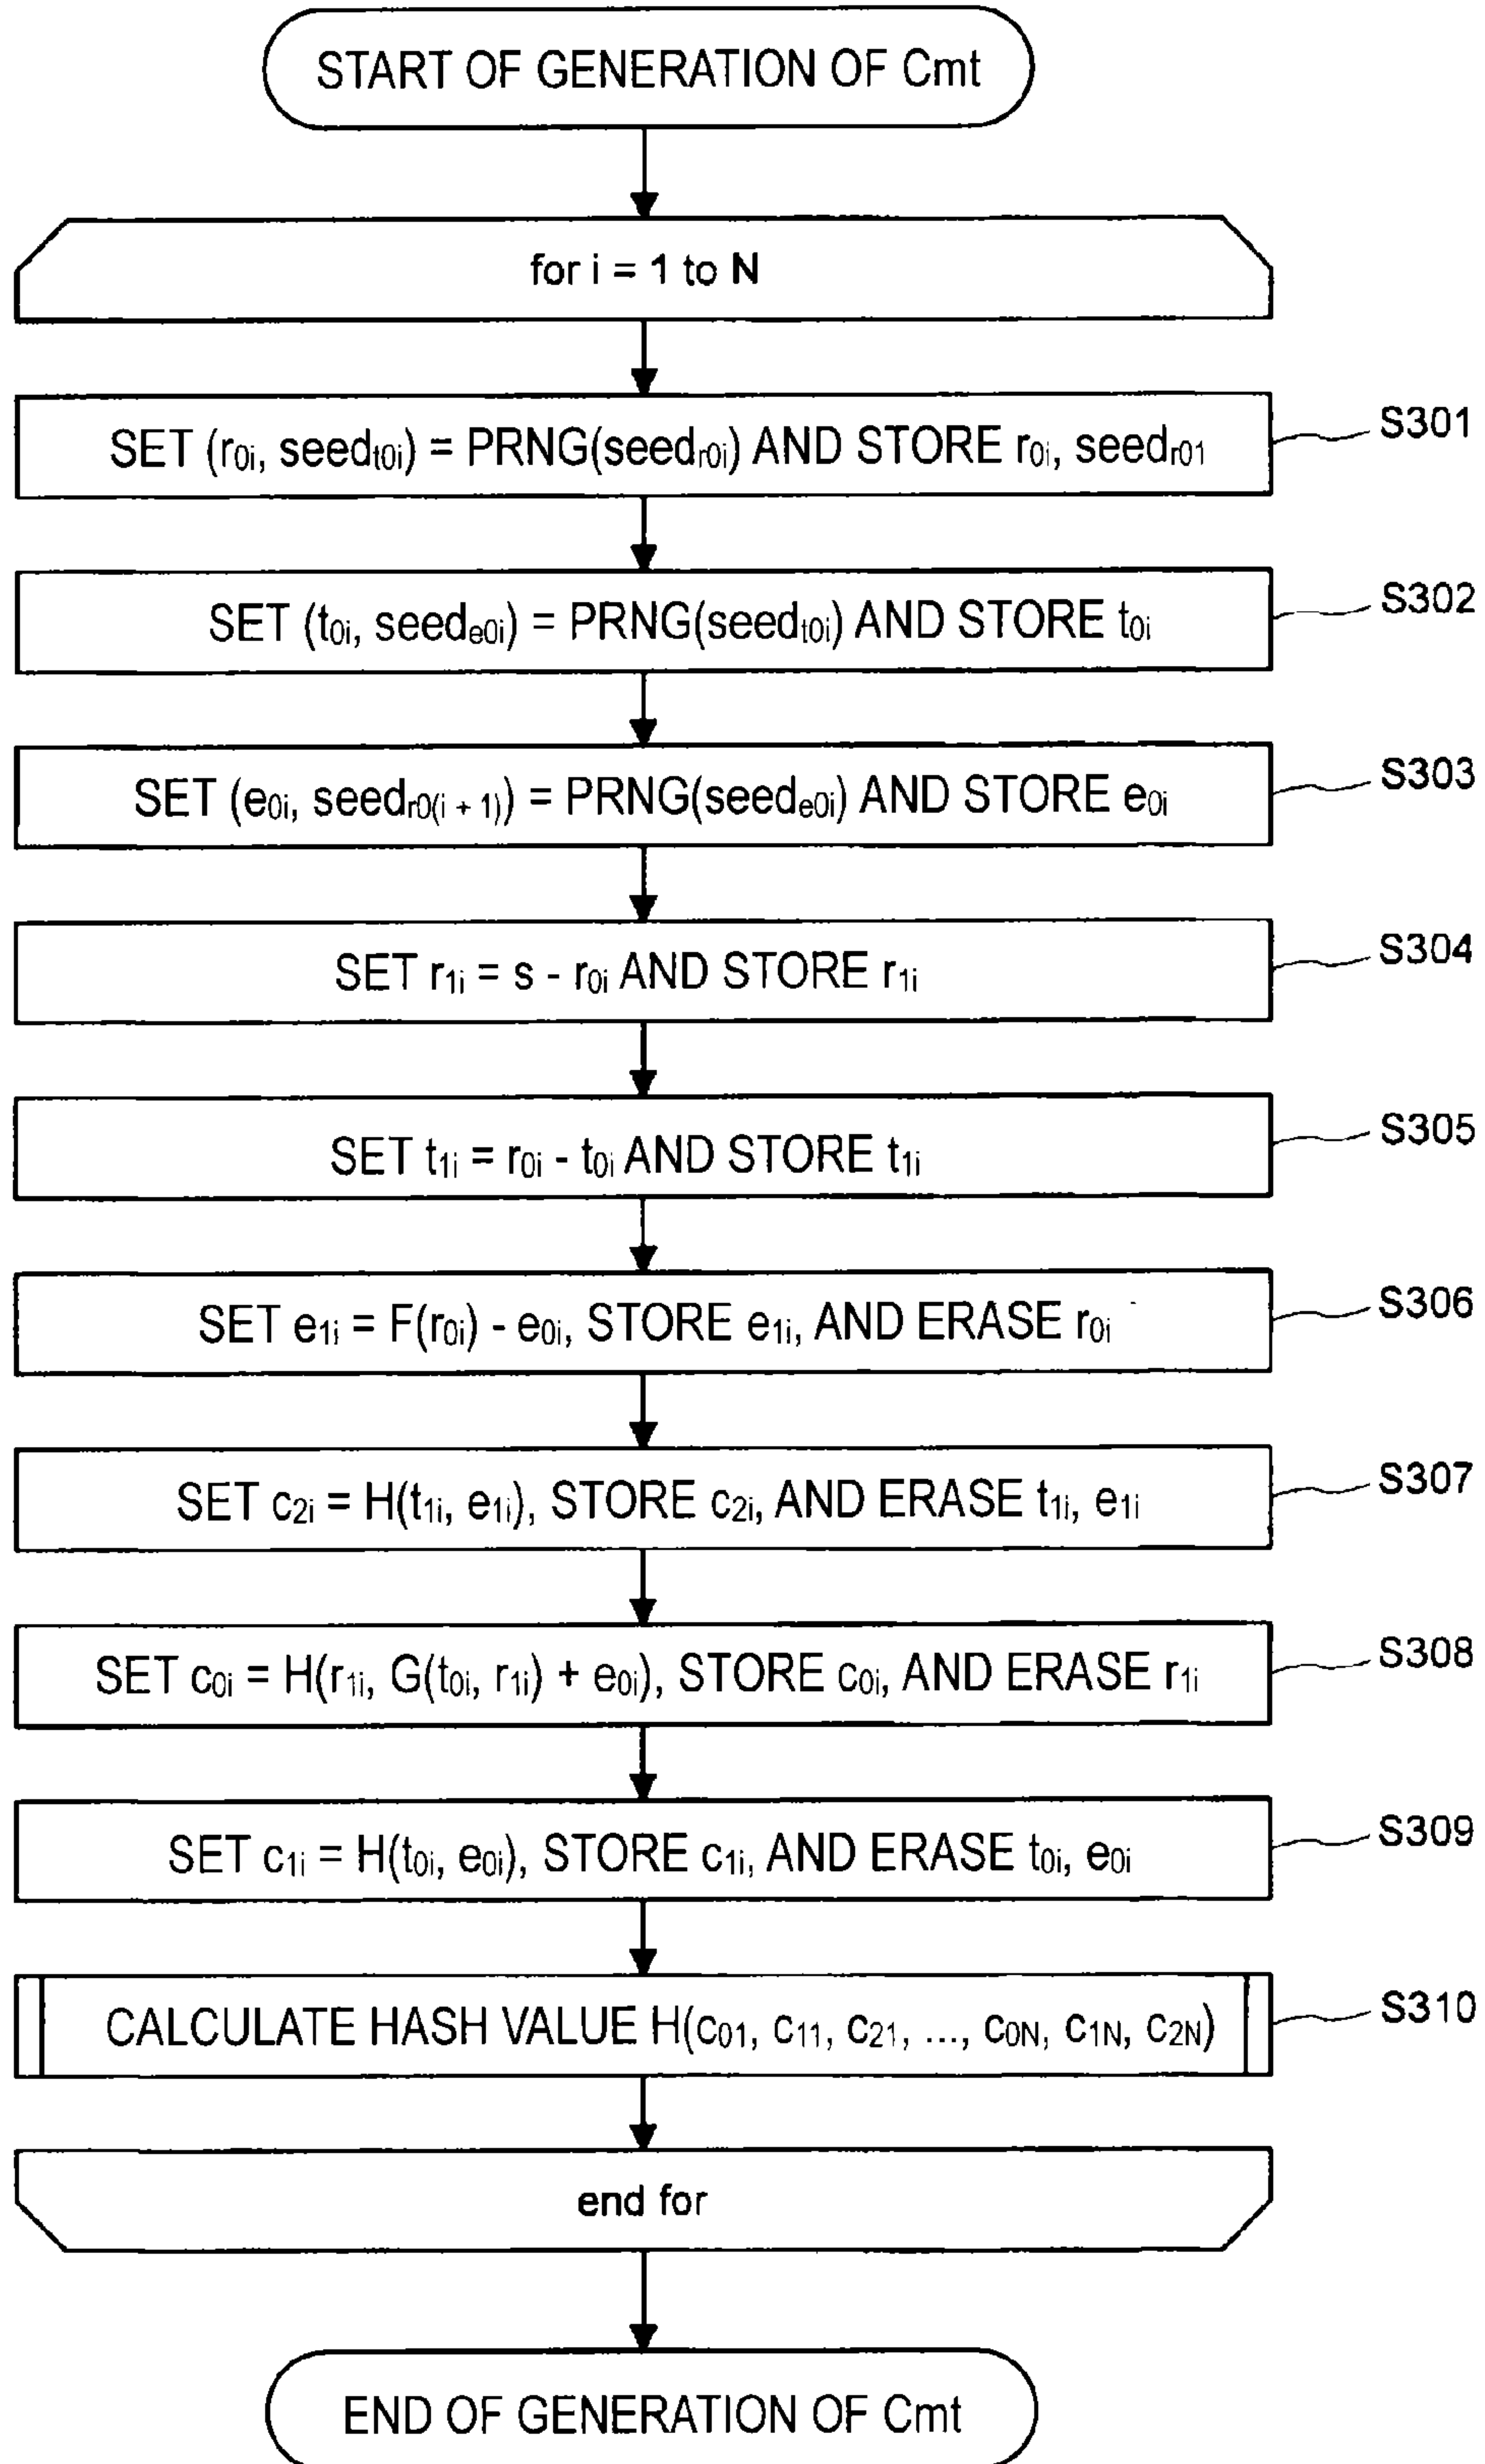 START OF GENERATION OF Cmt
for i = 1 to N
SET (r0i, seedt0i) = PRNG(seedr0i) AND STORE r0i, seedr01
S301
SET (t0i, seede0i) = PRNG(seedt0i) AND STORE t0i
S302
SET (e0i, seedr0(i + 1)) = PRNG(seede0i) AND STORE e0i
S303
SET r1i = s - r0i AND STORE r1i
S304
SET t1i = r0i - t0i AND STORE t1i
S305
SET e1i = F(r0i) - e0i, STORE e1i, AND ERASE r0i
S306
SET c2i = H(t1i, e1i), STORE c2i, AND ERASE t1i, e1i
S307
SET c0i = H(r1i, G(t0i, r1i) + e0i), STORE c0i, AND ERASE r1i
S308
SET c1i = H(t0i, e0i), STORE c1i, AND ERASE t0i, e0i
S309
CALCULATE HASH VALUE H(c01, c11, c21, ..., c0N, c1N, c2N)
S310
end for
END OF GENERATION OF Cmt